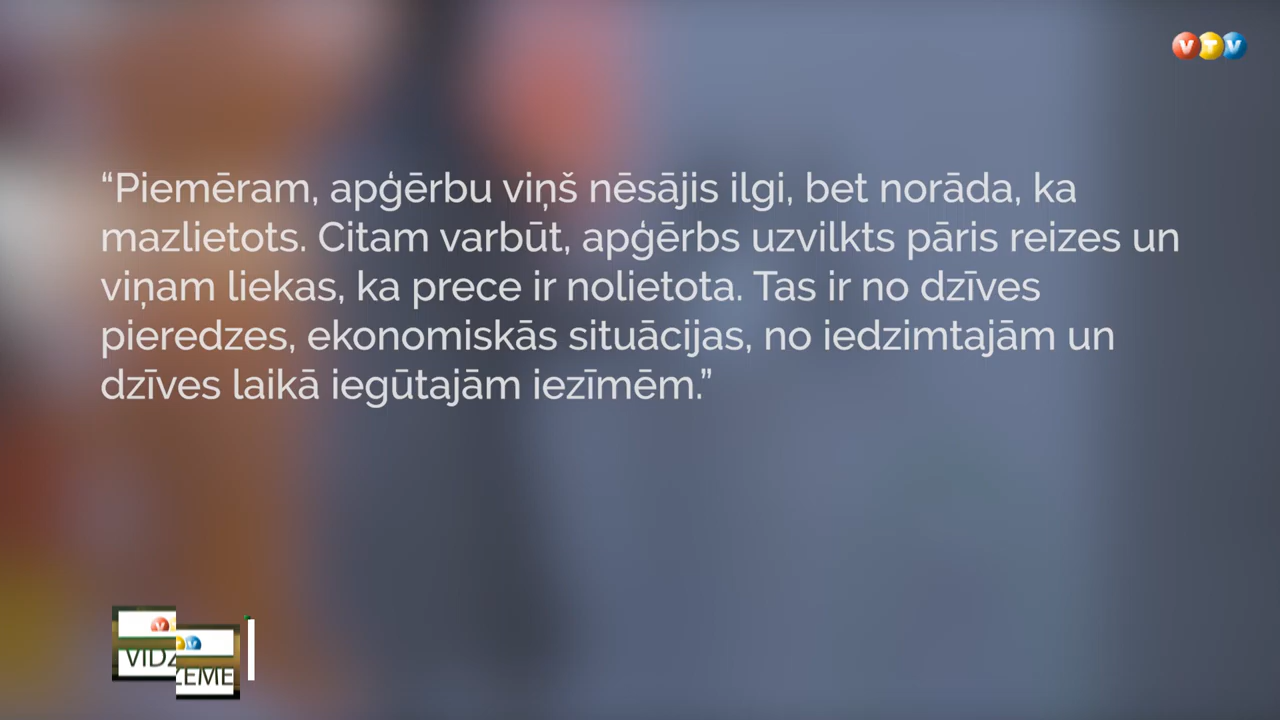 VTV
“Piemēram, apģērbu viņš nēsājis ilgi, bet norāda, ka
mazlietots. Citam varbūt, apģērbs uzvilkts pāris reizes un
viņam liekas, ka prece ir nolietota. Tas ir no dzīves
pieredzes, ekonomiskās situācijas, no iedzimtajām un
dzīves laikā iegūtajām iezīmēm.”
VIDZEME